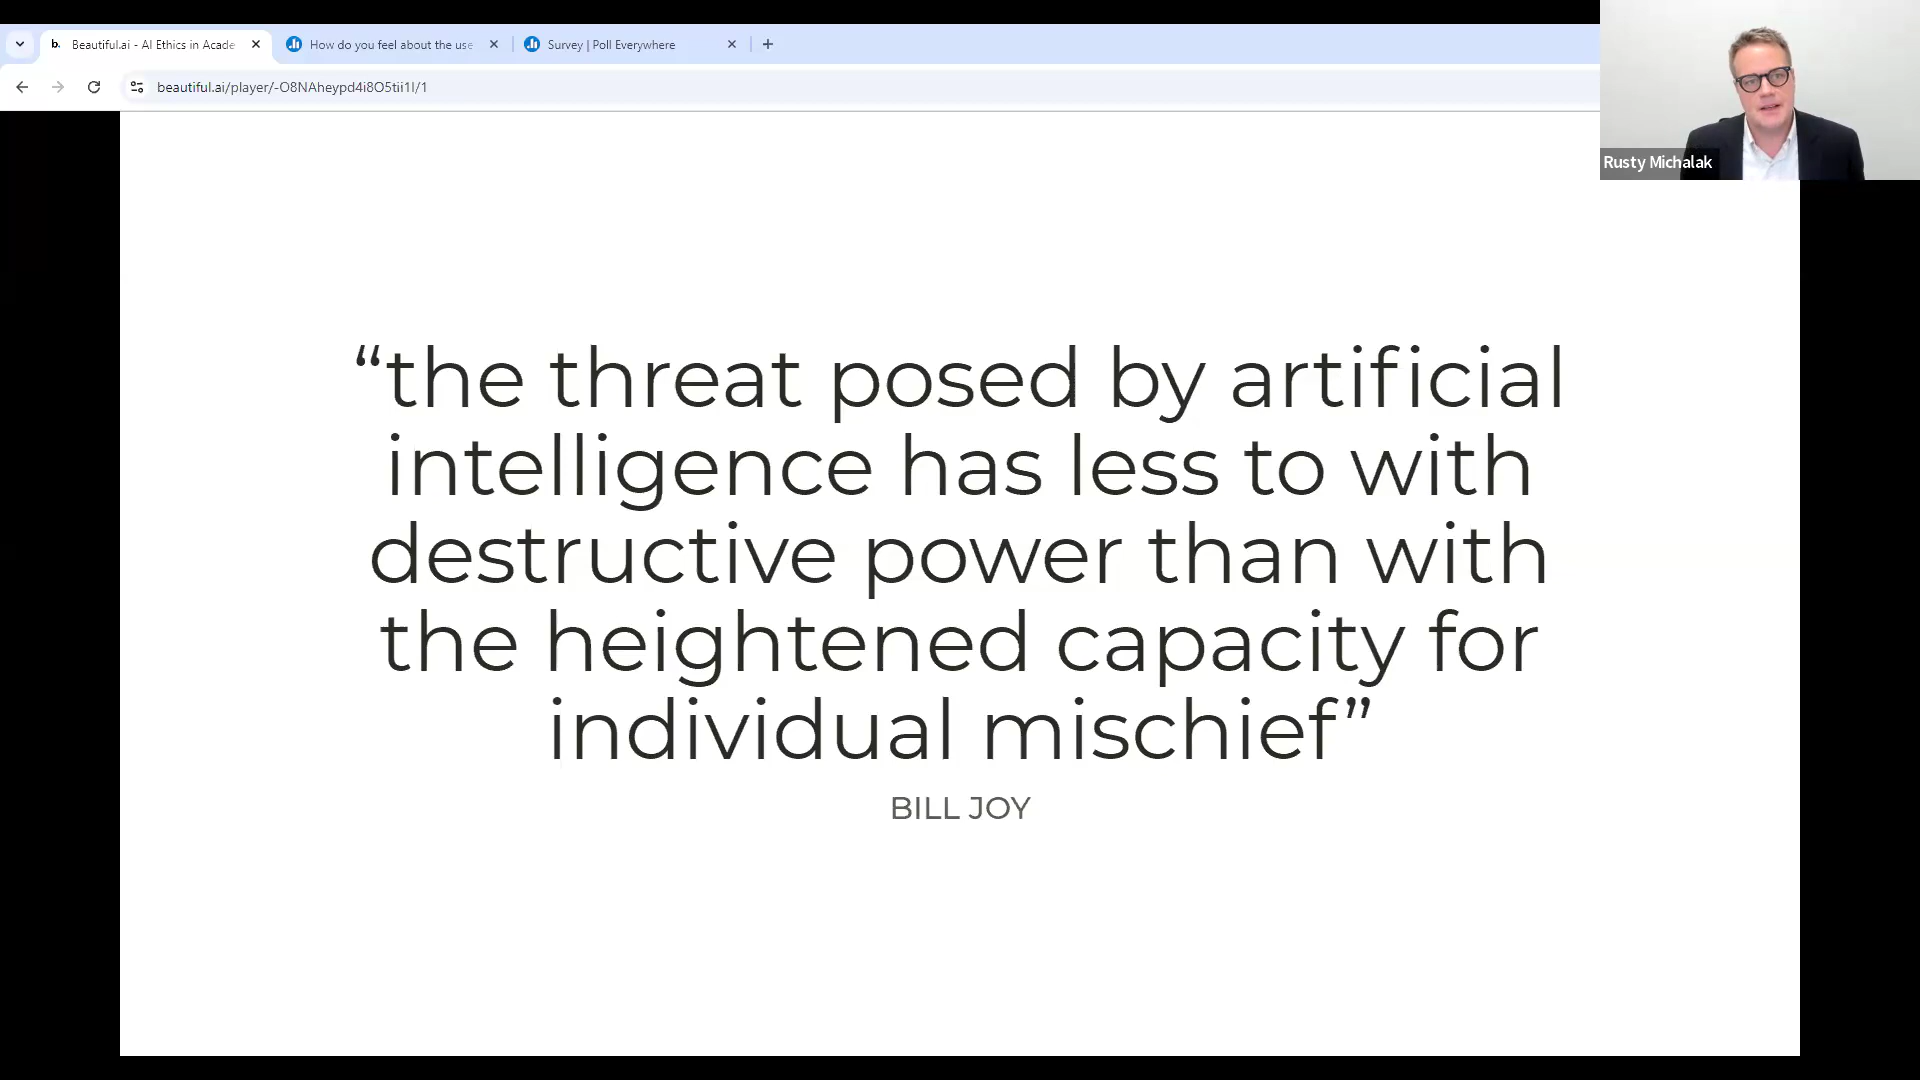 b. Beautiful.ai - AI Ethics in Acade
How do you feel about the use
Survey | Poll Everywhere
beautiful.ai/player/-O8NAheypd4i8O5tii1l/1
Rusty Michalak
“the threat posed by artificial
intelligence has less to with
destructive power than with
the heightened capacity for
individual mischief”
BILL JOY